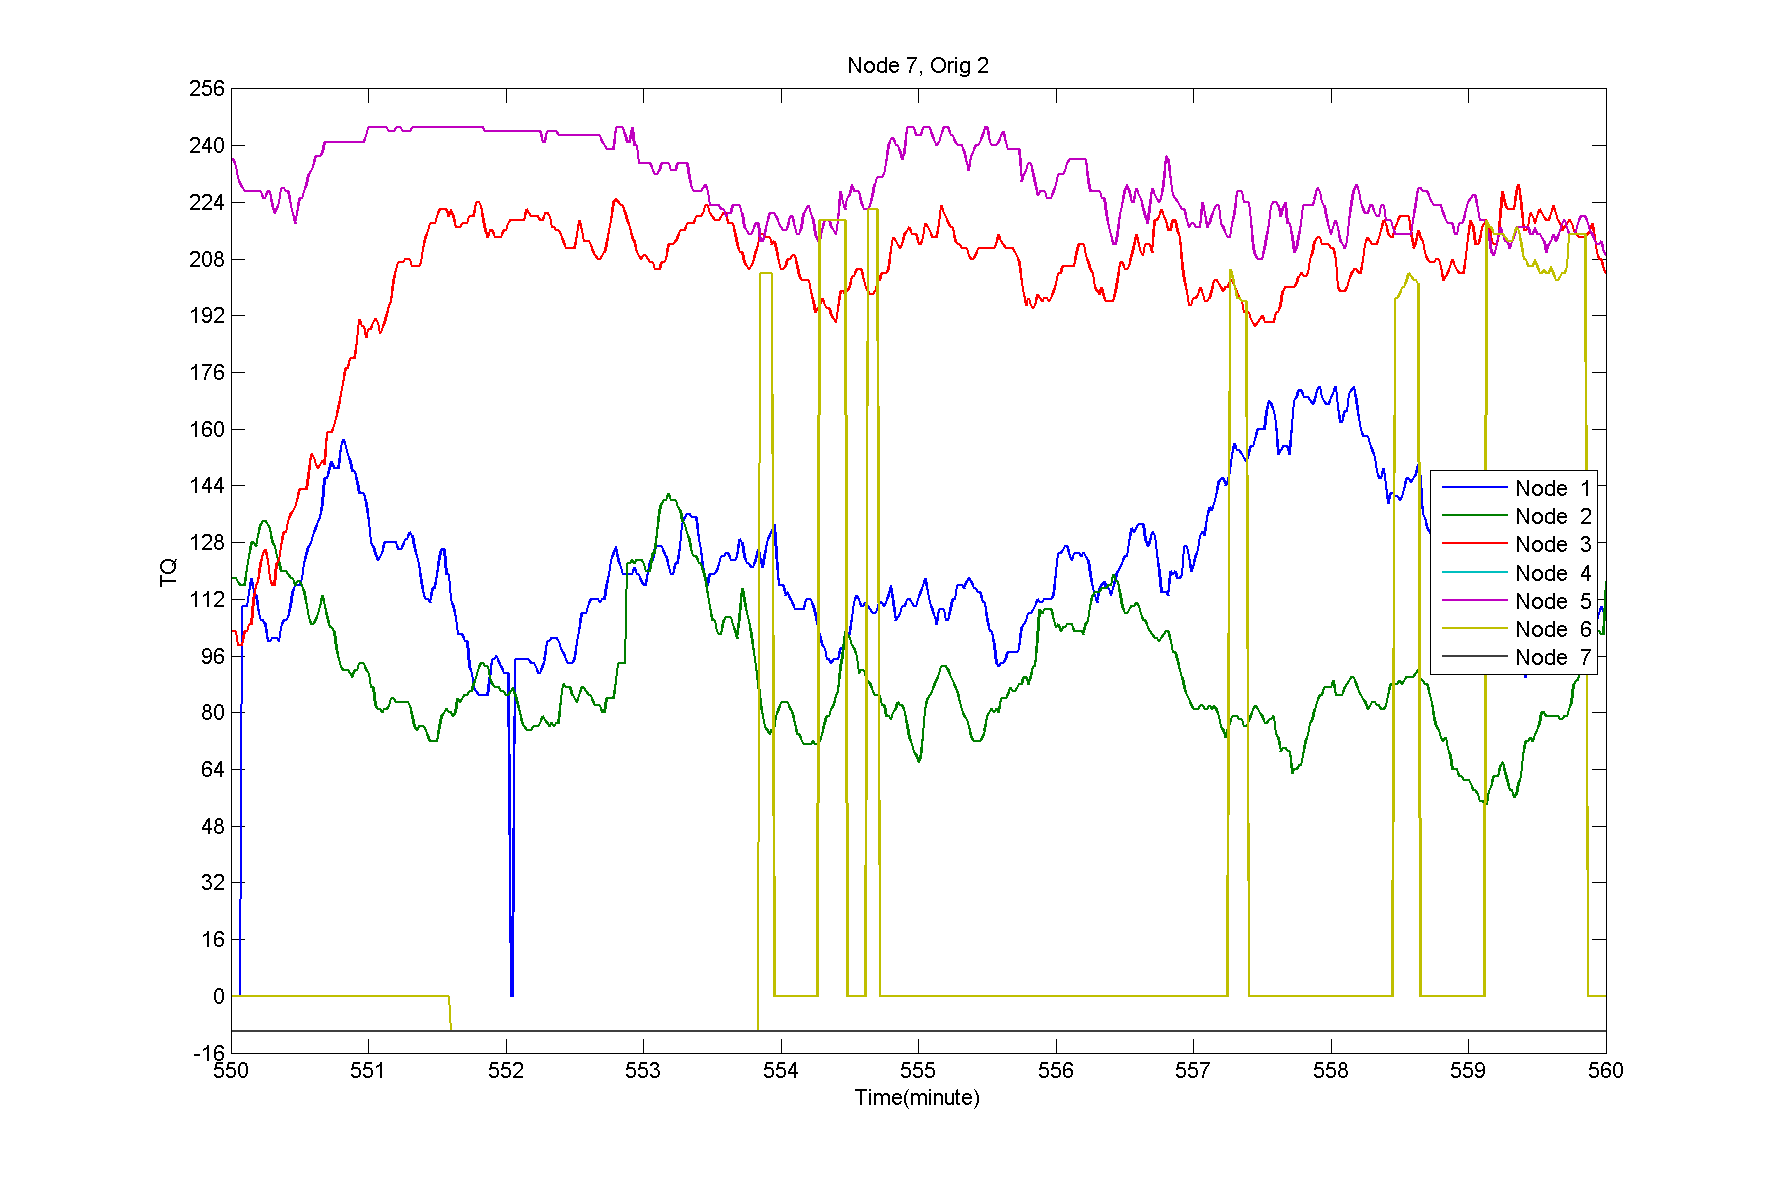 Node 7, Orig 2
256
240
224
208
192
176
160
144
128
112
96
80
64
48
32
16
0
-16
TQ
Node 1
Node 2
Node 3
Node 4
Node 5
Node 6
Node 7
550 551 552 553 554 555 556 557 558 559 560
Time(minute)